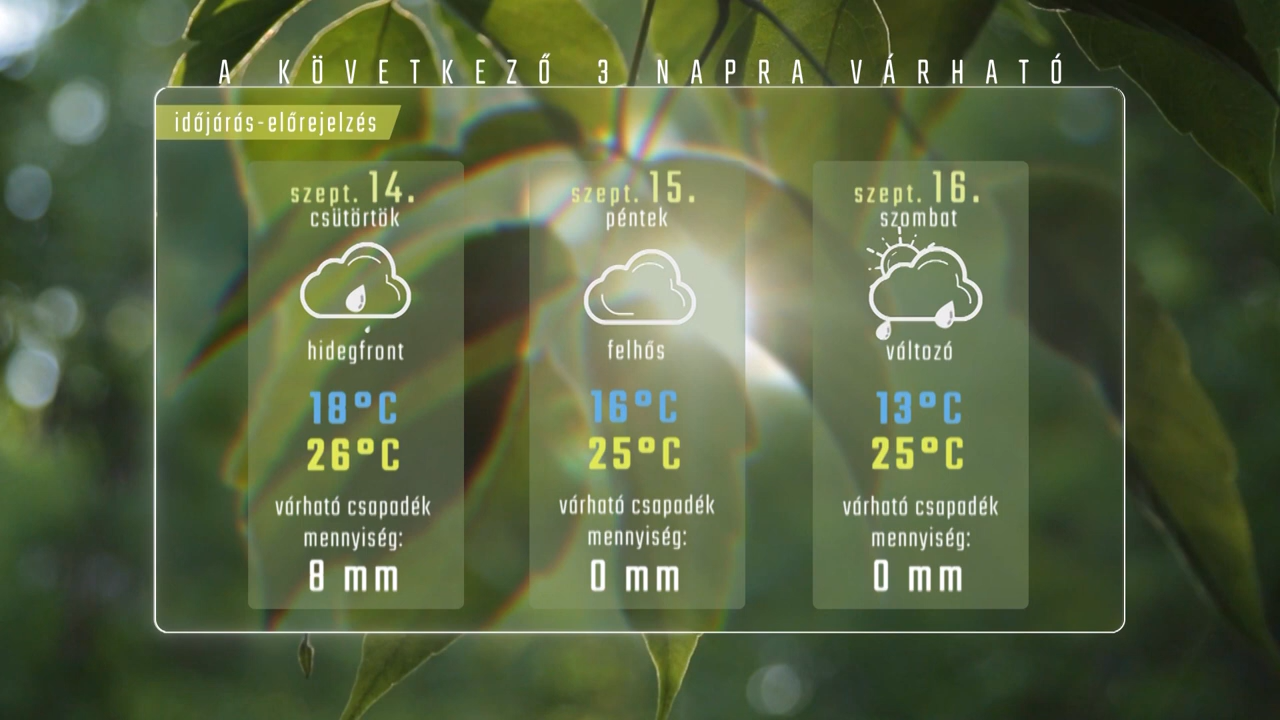 A KÖVETKEZŐ 3 NAPRA VÁRHATÓ
időjárás-előrejelzés
szept. 14.
csütörtök
hidegfront
18°C
26°C
várható csapadék
mennyiség:
8 mm
szept. 15.
péntek
felhős
16°C
25°C
várható csapadék
mennyiség:
0 mm
szept. 16.
szombat
változó
13°C
25°C
várható csapadék
mennyiség:
0 mm